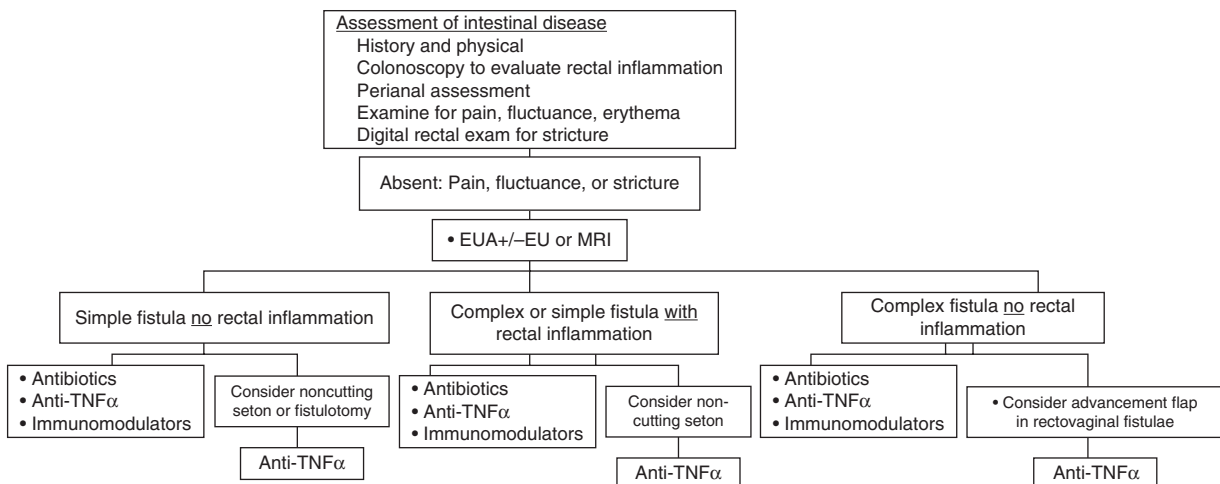 Assessment of intestinal disease
History and physical
Colonoscopy to evaluate rectal inflammation
Perianal assessment
Examine for pain, fluctuance, erythema
Digital rectal exam for stricture
Absent: Pain, fluctuance, or stricture
• EUA+/–EU or MRI
Simple fistula no rectal inflammation
• Antibiotics
• Anti-TNFα
• Immunomodulators
Consider noncutting
seton or fistulotomy
Anti-TNFα
Complex or simple fistula with
rectal inflammation
• Antibiotics
• Anti-TNFα
• Immunomodulators
Consider non-
cutting seton
Anti-TNFα
Complex fistula no rectal
inflammation
• Antibiotics
• Anti-TNFα
• Immunomodulators
• Consider advancement flap
in rectovaginal fistulae
Anti-TNFα